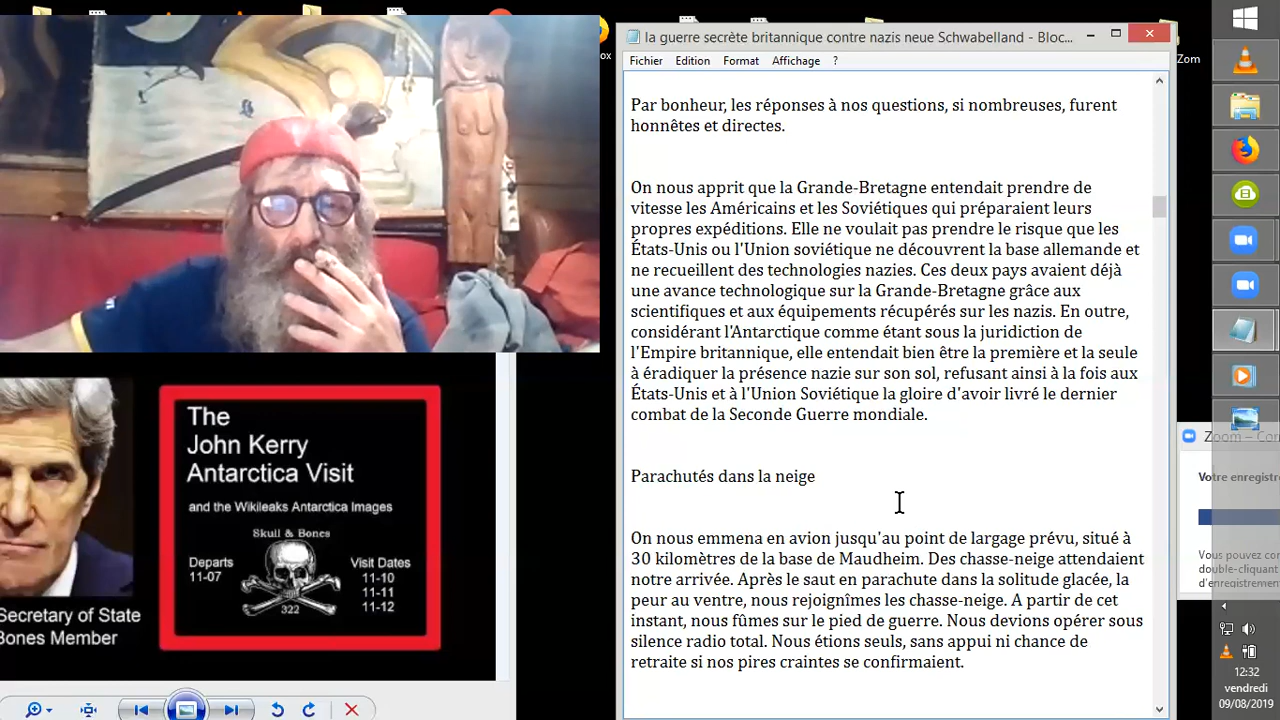 la guerre secrète britannique contre nazis neue Schwabelland - Bloc...
Fichier Edition Format Affichage ?
Par bonheur, les réponses à nos questions, si nombreuses, furent
honnêtes et directes.
On nous apprit que la Grande-Bretagne entendait prendre de
vitesse les Américains et les Soviétiques qui préparaient leurs
propres expéditions. Elle ne voulait pas prendre le risque que les
États-Unis ou l'Union soviétique ne découvrent la base allemande et
ne recueillent des technologies nazies. Ces deux pays avaient déjà
une avance technologique sur la Grande-Bretagne grâce aux
scientifiques et aux équipements récupérés sur les nazis. En outre,
considérant l'Antarctique comme étant sous la juridiction de
l'Empire britannique, elle entendait bien être la première et la seule
à éradiquer la présence nazie sur son sol, refusant ainsi à la fois aux
États-Unis et à l'Union Soviétique la gloire d'avoir livré le dernier
combat de la Seconde Guerre mondiale.
Parachutés dans la neige
On nous emmena en avion jusqu'au point de largage prévu, situé à
30 kilomètres de la base de Maudheim. Des chasse-neige attendaient
notre arrivée. Après le saut en parachute dans la solitude glacée, la
peur au ventre, nous rejoignîmes les chasse-neige. A partir de cet
instant, nous fûmes sur le pied de guerre. Nous devions opérer sous
silence radio total. Nous étions seuls, sans appui ni chance de
retraite si nos pires craintes se confirmaient.
The
John Kerry
Antarctica Visit
and the Wikileaks Antarctica Images
Skull & Bones
322
Departs
11-07
Visit Dates
11-10
11-11
11-12
Secretary of State
Bones Member
ox
Zom
Zoom – Con
Votre enregistre
Vous pouvez con
double-cliquant
d'enregistremen
12:32
vendredi
09/08/2019